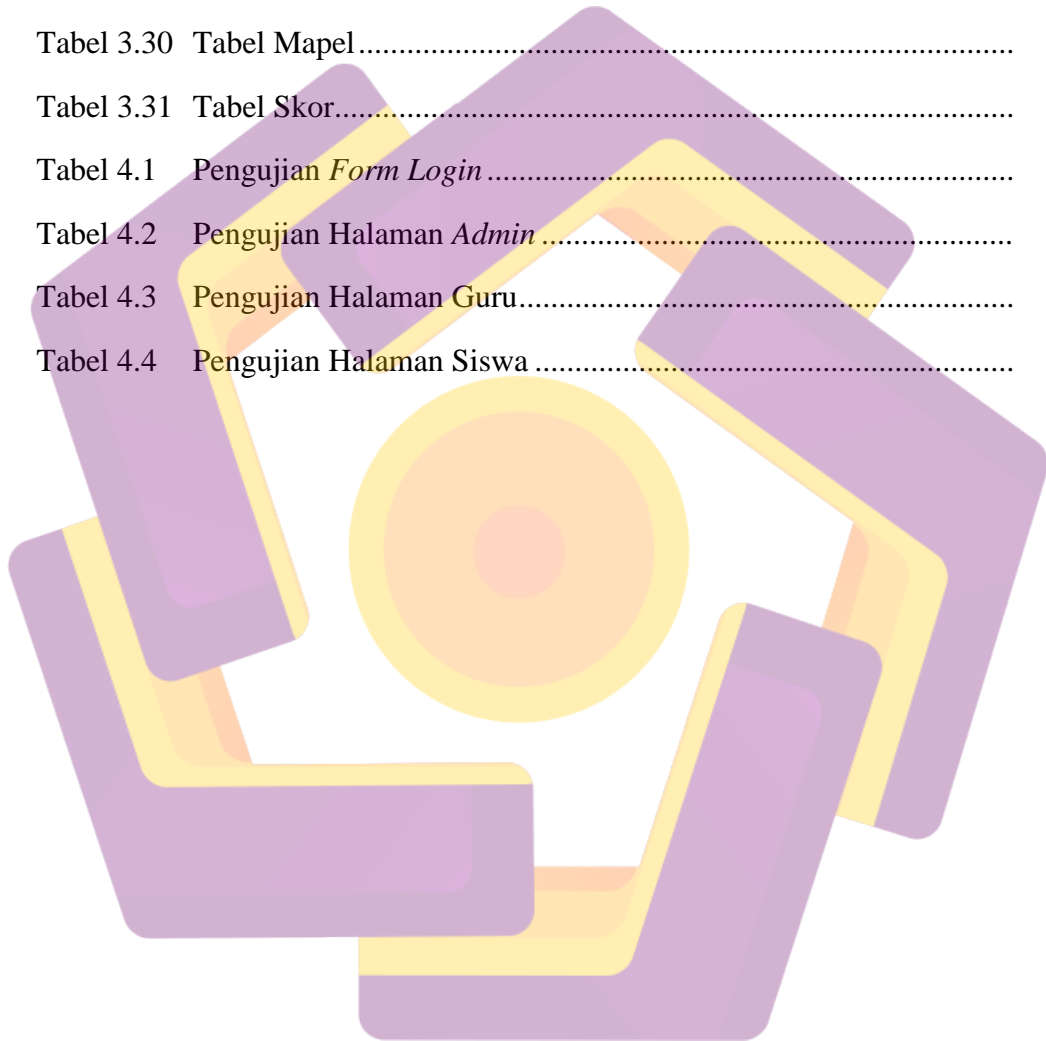 Tabel 3.30 Tabel Mapel....................................................................................
Tabel 3.31 Tabel Skor.......................................................................................
Tabel 4.1 Pengujian Form Login....................................................................
Tabel 4.2 Pengujian Halaman Admin.............................................................
Tabel 4.3 Pengujian Halaman Guru................................................................
Tabel 4.4 Pengujian Halaman Siswa..............................................................